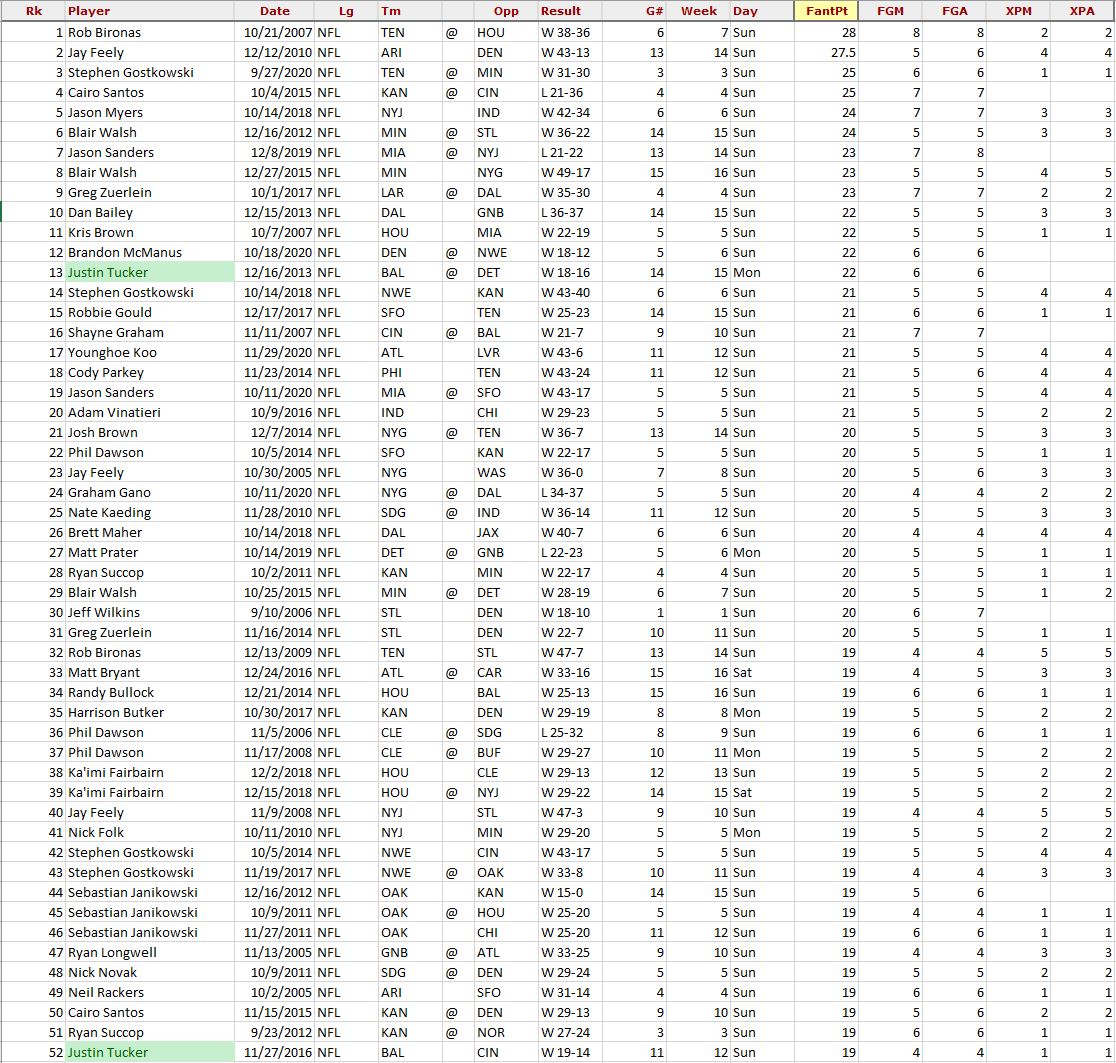 Rk Player Date Lg Tm Opp Result G# Week Day FantPt FGM FGA XPM XPA
1 Rob Bironas 10/21/2007 NFL TEN @ HOU W 38-36 6 7 Sun 28 8 8 2 2
2 Jay Feely 12/12/2010 NFL ARI DEN W 43-13 13 14 Sun 27.5 5 6 4 4
3 Stephen Gostkowski 9/27/2020 NFL TEN @ MIN W 31-30 3 3 Sun 25 6 6 1 1
4 Cairo Santos 10/4/2015 NFL KAN @ CIN L 21-36 4 4 Sun 25 7 7
5 Jason Myers 10/14/2018 NFL NYJ IND W 42-34 6 6 Sun 24 7 7 3 3
6 Blair Walsh 12/16/2012 NFL MIN @ STL W 36-22 14 15 Sun 24 5 5 3 3
7 Jason Sanders 12/8/2019 NFL MIA @ NYJ L 21-22 13 14 Sun 23 7 8
8 Blair Walsh 12/27/2015 NFL MIN NYG W 49-17 15 16 Sun 23 5 5 4 5
9 Greg Zuerlein 10/1/2017 NFL LAR @ DAL W 35-30 4 4 Sun 23 7 7 2 2
10 Dan Bailey 12/15/2013 NFL DAL GNB L 36-37 14 15 Sun 22 5 5 3 3
11 Kris Brown 10/7/2007 NFL HOU MIA W 22-19 5 5 Sun 22 5 5 1 1
12 Brandon McManus 10/18/2020 NFL DEN @ NWE W 18-12 5 6 Sun 22 6 6
13 Justin Tucker 12/16/2013 NFL BAL @ DET W 18-16 14 15 Mon 22 6 6
14 Stephen Gostkowski 10/14/2018 NFL NWE KAN W 43-40 6 6 Sun 21 5 5 4 4
15 Robbie Gould 12/17/2017 NFL SFO TEN W 25-23 14 15 Sun 21 6 6 1 1
16 Shayne Graham 11/11/2007 NFL CIN @ BAL W 21-7 9 10 Sun 21 7 7
17 Younghoe Koo 11/29/2020 NFL ATL LVR W 43-6 11 12 Sun 21 5 5 4 4
18 Cody Parkey 11/23/2014 NFL PHI TEN W 43-24 11 12 Sun 21 5 6 4 4
19 Jason Sanders 10/11/2020 NFL MIA @ SFO W 43-17 5 5 Sun 21 5 5 4 4
20 Adam Vinatieri 10/9/2016 NFL IND CHI W 29-23 5 5 Sun 21 5 5 2 2
21 Josh Brown 12/7/2014 NFL NYG @ TEN W 36-7 13 14 Sun 20 5 5 3 3
22 Phil Dawson 10/5/2014 NFL SFO KAN W 22-17 5 5 Sun 20 5 5 1 1
23 Jay Feely 10/30/2005 NFL NYG WAS W 36-0 7 8 Sun 20 5 6 3 3
24 Graham Gano 10/11/2020 NFL NYG @ DAL L 34-37 5 5 Sun 20 4 4 2 2
25 Nate Kaeding 11/28/2010 NFL SDG @ IND W 36-14 11 12 Sun 20 5 5 3 3
26 Brett Maher 10/14/2018 NFL DAL JAX W 40-7 6 6 Sun 20 4 4 4 4
27 Matt Prater 10/14/2019 NFL DET @ GNB L 22-23 5 6 Mon 20 5 5 1 1
28 Ryan Succop 10/2/2011 NFL KAN MIN W 22-17 4 4 Sun 20 5 5 1 1
29 Blair Walsh 10/25/2015 NFL MIN @ DET W 28-19 6 7 Sun 20 5 5 1 2
30 Jeff Wilkins 9/10/2006 NFL STL DEN W 18-10 1 1 Sun 20 6 7
31 Greg Zuerlein 11/16/2014 NFL STL DEN W 22-7 10 11 Sun 20 5 5 1 1
32 Rob Bironas 12/13/2009 NFL TEN STL W 47-7 13 14 Sun 19 4 4 5 5
33 Matt Bryant 12/24/2016 NFL ATL @ CAR W 33-16 15 16 Sat 19 4 5 3 3
34 Randy Bullock 12/21/2014 NFL HOU BAL W 25-13 15 16 Sun 19 6 6 1 1
35 Harrison Butker 10/30/2017 NFL KAN DEN W 29-19 8 8 Mon 19 5 5 2 2
36 Phil Dawson 11/5/2006 NFL CLE @ SDG L 25-32 8 9 Sun 19 6 6 1 1
37 Phil Dawson 11/17/2008 NFL CLE @ BUF W 29-27 10 11 Mon 19 5 5 2 2
38 Ka'imi Fairbairn 12/2/2018 NFL HOU CLE W 29-13 12 13 Sun 19 5 5 2 2
39 Ka'imi Fairbairn 12/15/2018 NFL HOU @ NYJ W 29-22 14 15 Sat 19 5 5 2 2
40 Jay Feely 11/9/2008 NFL NYJ STL W 47-3 9 10 Sun 19 4 4 5 5
41 Nick Folk 10/11/2010 NFL NYJ MIN W 29-20 5 5 Mon 19 5 5 2 2
42 Stephen Gostkowski 10/5/2014 NFL NWE CIN W 43-17 5 5 Sun 19 5 5 4 4
43 Stephen Gostkowski 11/19/2017 NFL NWE @ OAK W 33-8 10 11 Sun 19 4 4 3 3
44 Sebastian Janikowski 12/16/2012 NFL OAK KAN W 15-0 14 15 Sun 19 5 6
45 Sebastian Janikowski 10/9/2011 NFL OAK @ HOU W 25-20 5 5 Sun 19 4 4 1 1
46 Sebastian Janikowski 11/27/2011 NFL OAK CHI W 25-20 11 12 Sun 19 6 6 1 1
47 Ryan Longwell 11/13/2005 NFL GNB @ ATL W 33-25 9 10 Sun 19 4 4 3 3
48 Nick Novak 10/9/2011 NFL SDG @ DEN W 29-24 5 5 Sun 19 5 5 2 2
49 Neil Rackers 10/2/2005 NFL ARI SFO W 31-14 4 4 Sun 19 6 6 1 1
50 Cairo Santos 11/15/2015 NFL KAN @ DEN W 29-13 9 10 Sun 19 5 6 2 2
51 Ryan Succop 9/23/2012 NFL KAN @ NOR W 27-24 3 3 Sun 19 6 6 1 1
52 Justin Tucker 11/27/2016 NFL BAL CIN W 19-14 11 12 Sun 19 4 4 1 1